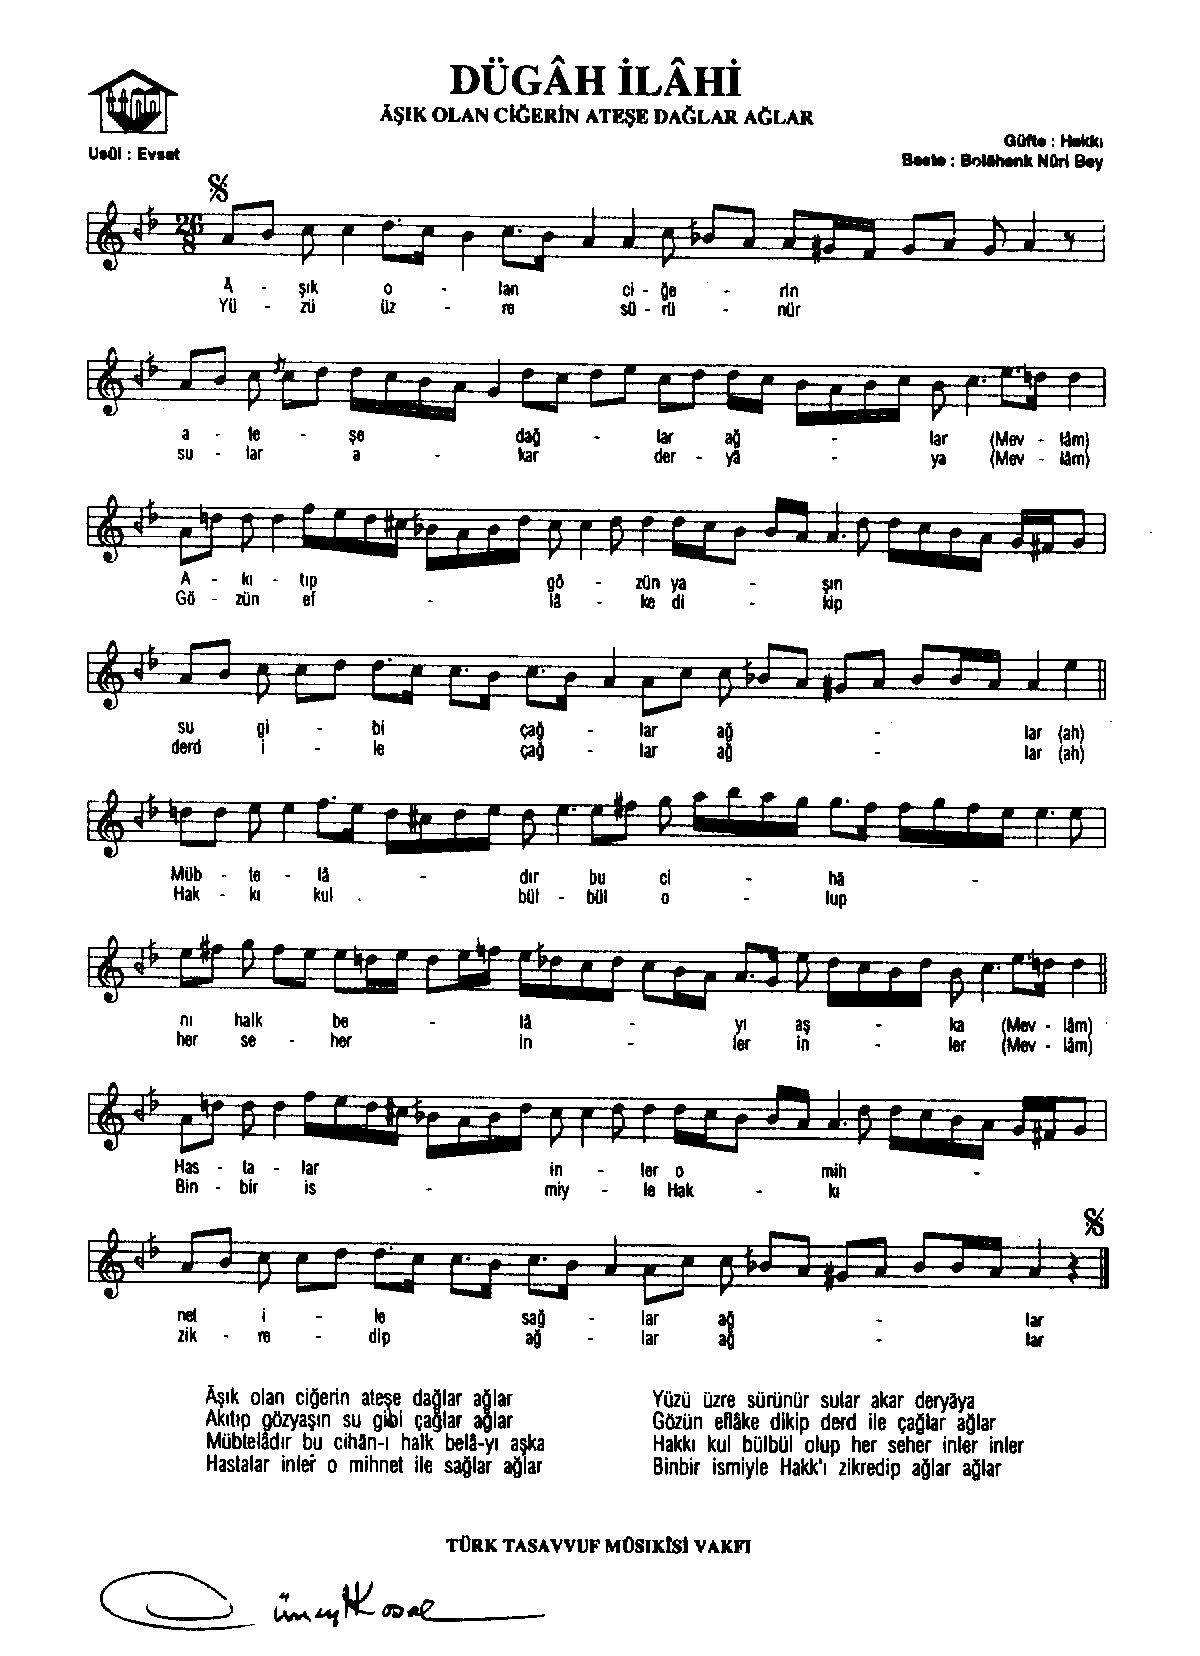 DÜGÂH İLÂHİ
ÂŞIK OLAN CİĞERİN ATEŞE DAĞLAR AĞLAR
Usûl : Evsat
Güfte : Hakkı
Beste : Bolâhenk Nûri Bey
26
8
Â - şık o - lan ci - ğe - rin
Yü - zü üz - re sü - rü - nür
a - te - şe dağ - lar ağ - lar (Mev - lâm)
su - lar a - kar der - yâ - ya (Mev - lâm)
A - kı - tıp gö - zün ya - şın
Gö - zün ef - lâ - ke di - kip
su gi - bi çağ - lar ağ - lar (ah)
derd i - le çağ - lar ağ - lar (ah)
Müb - te - lâ - dır bu ci - hâ -
Hak - kı kul - bül - bül o - lup
nı halk be - lâ - yı aş - ka (Mev - lâm)
her se - her in - ler in - ler (Mev - lâm)
Has - ta - lar in - ler o mih -
Bin - bir is - miy - le Hak - kı
net i - le sağ - lar ağ - lar
zik - re - dip ağ - lar ağ - lar
Âşık olan ciğerin ateşe dağlar ağlar
Akıtıp gözyaşın su gibi çağlar ağlar
Mübtelâdır bu cihân-ı halk belâ-yı aşka
Hastalar inler o mihnet ile sağlar ağlar
Yüzü üzre sürünür sular akar deryâya
Gözün eflâke dikip derd ile çağlar ağlar
Hakkı kul bülbül olup her seher inler inler
Binbir ismiyle Hakk'ı zikredip ağlar ağlar
TÜRK TASAVVUF MÛSIKÎSİ VAKFI
Cüneyt Kosal